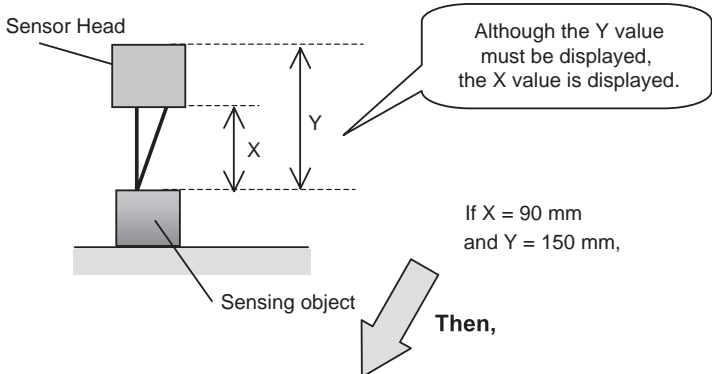 Sensor Head
Although the Y value
must be displayed,
the X value is displayed.
Y
X
If X = 90 mm
and Y = 150 mm,
Sensing object
Then,